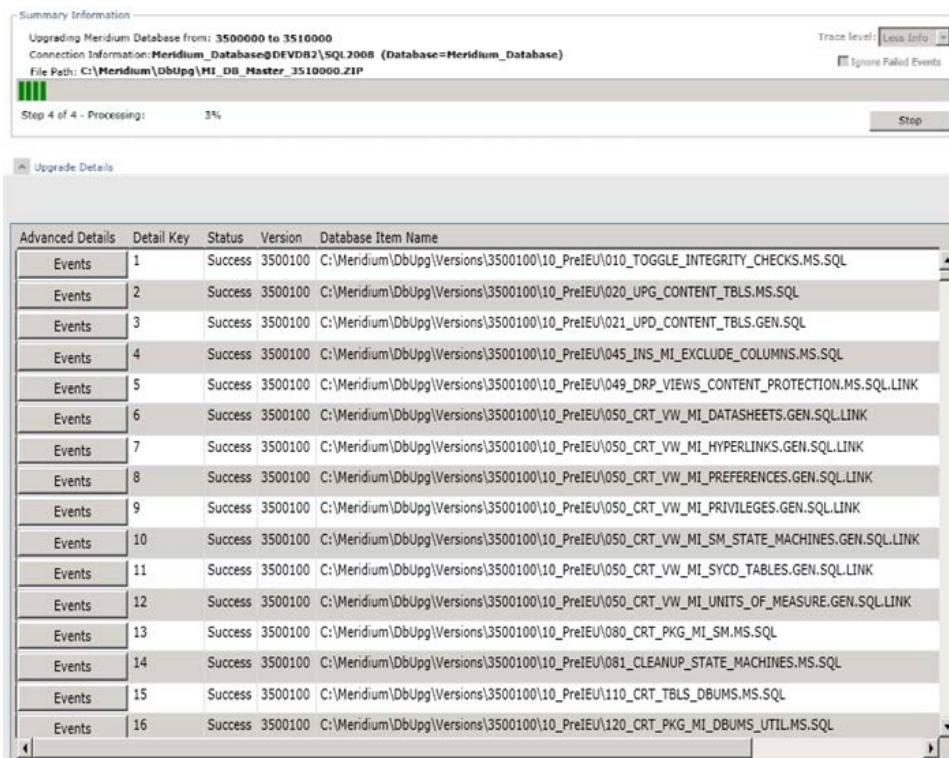 Summary Information
Upgrading Meridium Database from: 3500000 to 3510000
Trace level: Less Info
Connection Information:Meridium_Database@DEVDB2\SQL2008 (Database=Meridium_Database)
Ignore Failed Events
File Path: C:\Meridium\DbUpg\MI_DB_Master_3510000.ZIP
Step 4 of 4 - Processing: 3%
Stop
Upgrade Details
Advanced Details Detail Key Status Version Database Item Name
Events 1 Success 3500100 C:\Meridium\DbUpg\Versions\3500100\10_PreIEU\010_TOGGLE_INTEGRITY_CHECKS.MS.SQL
Events 2 Success 3500100 C:\Meridium\DbUpg\Versions\3500100\10_PreIEU\020_UPG_CONTENT_TBLS.MS.SQL
Events 3 Success 3500100 C:\Meridium\DbUpg\Versions\3500100\10_PreIEU\021_UPD_CONTENT_TBLS.GEN.SQL
Events 4 Success 3500100 C:\Meridium\DbUpg\Versions\3500100\10_PreIEU\045_INS_MI_EXCLUDE_COLUMNS.MS.SQL
Events 5 Success 3500100 C:\Meridium\DbUpg\Versions\3500100\10_PreIEU\049_DRP_VIEWS_CONTENT_PROTECTION.MS.SQL.LINK
Events 6 Success 3500100 C:\Meridium\DbUpg\Versions\3500100\10_PreIEU\050_CRT_VW_MI_DATASHEETS.GEN.SQL.LINK
Events 7 Success 3500100 C:\Meridium\DbUpg\Versions\3500100\10_PreIEU\050_CRT_VW_MI_HYPERLINKS.GEN.SQL.LINK
Events 8 Success 3500100 C:\Meridium\DbUpg\Versions\3500100\10_PreIEU\050_CRT_VW_MI_PREFERENCES.GEN.SQL.LINK
Events 9 Success 3500100 C:\Meridium\DbUpg\Versions\3500100\10_PreIEU\050_CRT_VW_MI_PRIVILEGES.GEN.SQL.LINK
Events 10 Success 3500100 C:\Meridium\DbUpg\Versions\3500100\10_PreIEU\050_CRT_VW_MI_SM_STATE_MACHINES.GEN.SQL.LINK
Events 11 Success 3500100 C:\Meridium\DbUpg\Versions\3500100\10_PreIEU\050_CRT_VW_MI_SYCD_TABLES.GEN.SQL.LINK
Events 12 Success 3500100 C:\Meridium\DbUpg\Versions\3500100\10_PreIEU\050_CRT_VW_MI_UNITS_OF_MEASURE.GEN.SQL.LINK
Events 13 Success 3500100 C:\Meridium\DbUpg\Versions\3500100\10_PreIEU\080_CRT_PKG_MI_SM.MS.SQL
Events 14 Success 3500100 C:\Meridium\DbUpg\Versions\3500100\10_PreIEU\081_CLEANUP_STATE_MACHINES.MS.SQL
Events 15 Success 3500100 C:\Meridium\DbUpg\Versions\3500100\10_PreIEU\110_CRT_TBLS_DBUMS.MS.SQL
Events 16 Success 3500100 C:\Meridium\DbUpg\Versions\3500100\10_PreIEU\120_CRT_PKG_MI_DBUMS_UTIL.MS.SQL